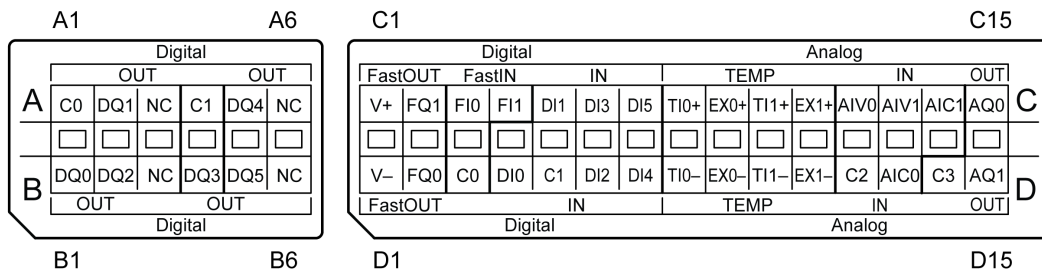 A1 A6 C1 C15
Digital Digital Analog
OUT OUT FastOUT FastIN IN TEMP IN OUT
A C0 DQ1 NC C1 DQ4 NC V+ FQ1 FI0 FI1 DI1 DI3 DI5 TI0+ EX0+ TI1+ EX1+ AIV0 AIV1 AIC1 AQ0 C
B DQ0 DQ2 NC DQ3 DQ5 NC V– FQ0 C0 DI0 C1 DI2 DI4 TI0– EX0– TI1– EX1– C2 AIC0 C3 AQ1 D
OUT OUT FastOUT IN TEMP IN OUT
Digital Digital Analog
B1 B6 D1 D15